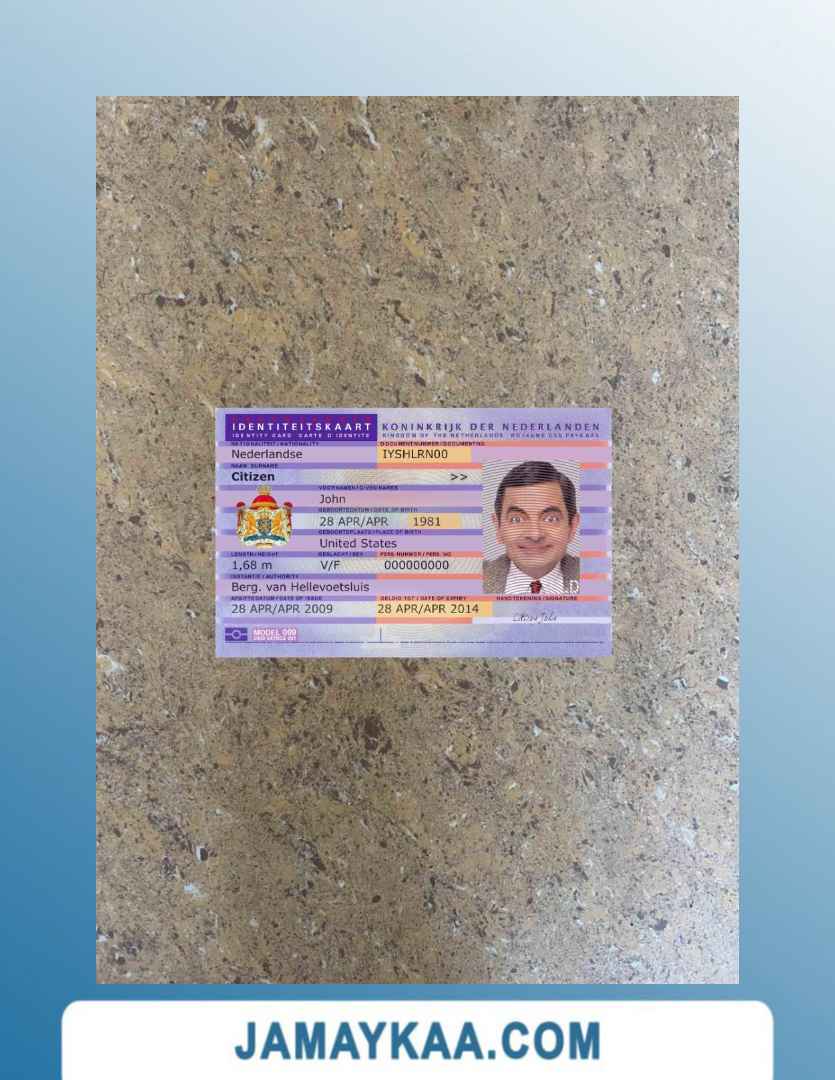 IDENTITEITSKAART
IDENTITY CARD CARTE D'IDENTITE
KONINKRIJK DER NEDERLANDEN
KINGDOM OF THE NETHERLANDS ROYAUME DES PAYS-BAS
NATIONALITEIT / NATIONALITY
DOCUMENTNUMMER / DOCUMENT NO.
Nederlandse
IYSHLRN00
NAAM / SURNAME
Citizen >>
VOORNAMEN / GIVEN NAMES
John
GEBOORTEDATUM / DATE OF BIRTH
28 APR/APR 1981
GEBOORTEPLAATS / PLACE OF BIRTH
United States
LENGTE / HEIGHT
GESLACHT / SEX
PERS. NUMMER / PERS. NO
1,68 m
V/F
000000000
INSTANTIE / AUTHORITY
Berg. van Hellevoetsluis
AFGIFTEDATUM / DATE OF ISSUE
GELDIG TOT / DATE OF EXPIRY
HANDTEKENING / SIGNATURE
28 APR/APR 2009
28 APR/APR 2014
MODEL 009
JAMAYKAA.COM